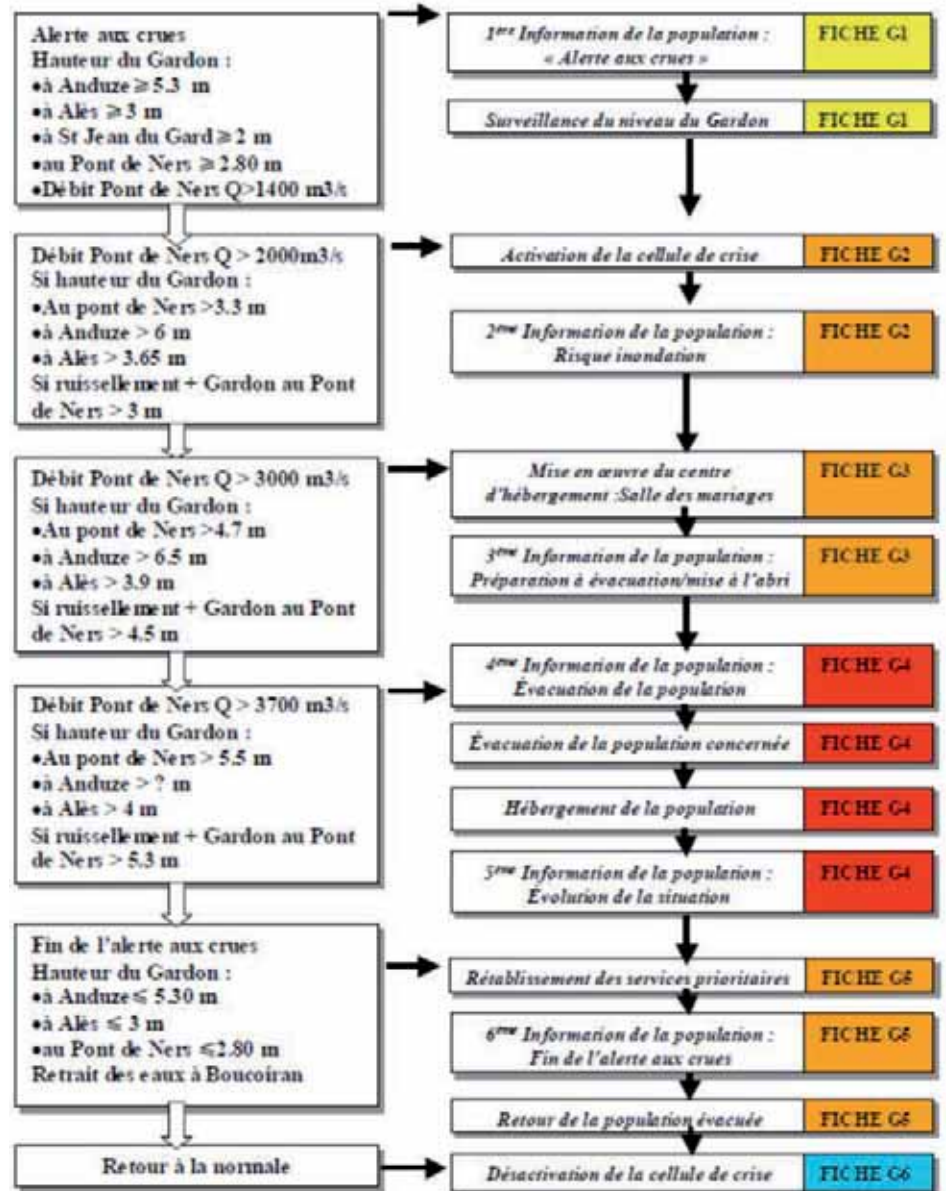 Alerte aux crues
Hauteur du Gardon :
•à Anduze ≥ 5.3 m
•à Alès ≥ 3 m
•à St Jean du Gard ≥ 2 m
•au Pont de Ners ≥ 2.80 m
•Débit Pont de Ners Q>1400 m3/s
1ère Information de la population :
« Alerte aux crues »
FICHE G1
Surveillance du niveau du Gardon
FICHE G1
Débit Pont de Ners Q > 2000m3/s
Si hauteur du Gardon :
•Au pont de Ners >3.3 m
•à Anduze > 6 m
•à Alès > 3.65 m
Si ruissellement + Gardon au Pont
de Ners > 3 m
Activation de la cellule de crise
FICHE G2
2ème Information de la population :
Risque inondation
FICHE G2
Débit Pont de Ners Q > 3000 m3/s
Si hauteur du Gardon :
•Au pont de Ners >4.7 m
•à Anduze > 6.5 m
•à Alès > 3.9 m
Si ruissellement + Gardon au Pont
de Ners > 4.5 m
Mise en œuvre du centre
d'hébergement :Salle des mariages
FICHE G3
3ème Information de la population :
Préparation à évacuation/mise à l'abri
FICHE G3
Débit Pont de Ners Q > 3700 m3/s
Si hauteur du Gardon :
•Au pont de Ners > 5.5 m
•à Anduze > ? m
•à Alès > 4 m
Si ruissellement + Gardon au Pont
de Ners > 5.3 m
4ème Information de la population :
Évacuation de la population
FICHE G4
Évacuation de la population concernée
FICHE G4
Hébergement de la population
FICHE G4
5ème Information de la population :
Évolution de la situation
FICHE G4
Fin de l'alerte aux crues
Hauteur du Gardon :
•à Anduze ≤ 5.30 m
•à Alès ≤ 3 m
•au Pont de Ners ≤2.80 m
Retrait des eaux à Boucoiran
Rétablissement des services prioritaires
FICHE G5
6ème Information de la population :
Fin de l'alerte aux crues
FICHE G5
Retour de la population évacuée
FICHE G5
Retour à la normale
Désactivation de la cellule de crise
FICHE G6